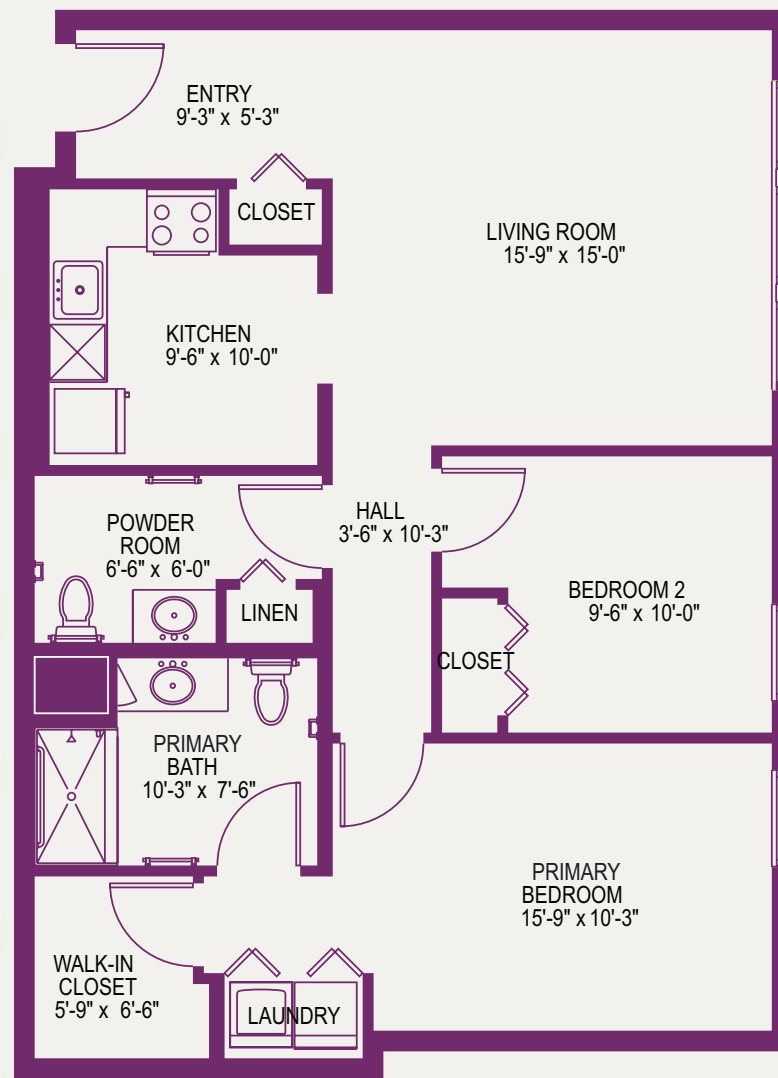 ENTRY
9'-3" x 5'-3"
CLOSET
LIVING ROOM
15'-9" x 15'-0"
KITCHEN
9'-6" x 10'-0"
POWDER
ROOM
6'-6" x 6'-0"
HALL
3'-6" x 10'-3"
LINEN
BEDROOM 2
9'-6" x 10'-0"
CLOSET
PRIMARY
BATH
10'-3" x 7'-6"
PRIMARY
BEDROOM
15'-9" x 10'-3"
WALK-IN
CLOSET
5'-9" x 6'-6"
LAUNDRY